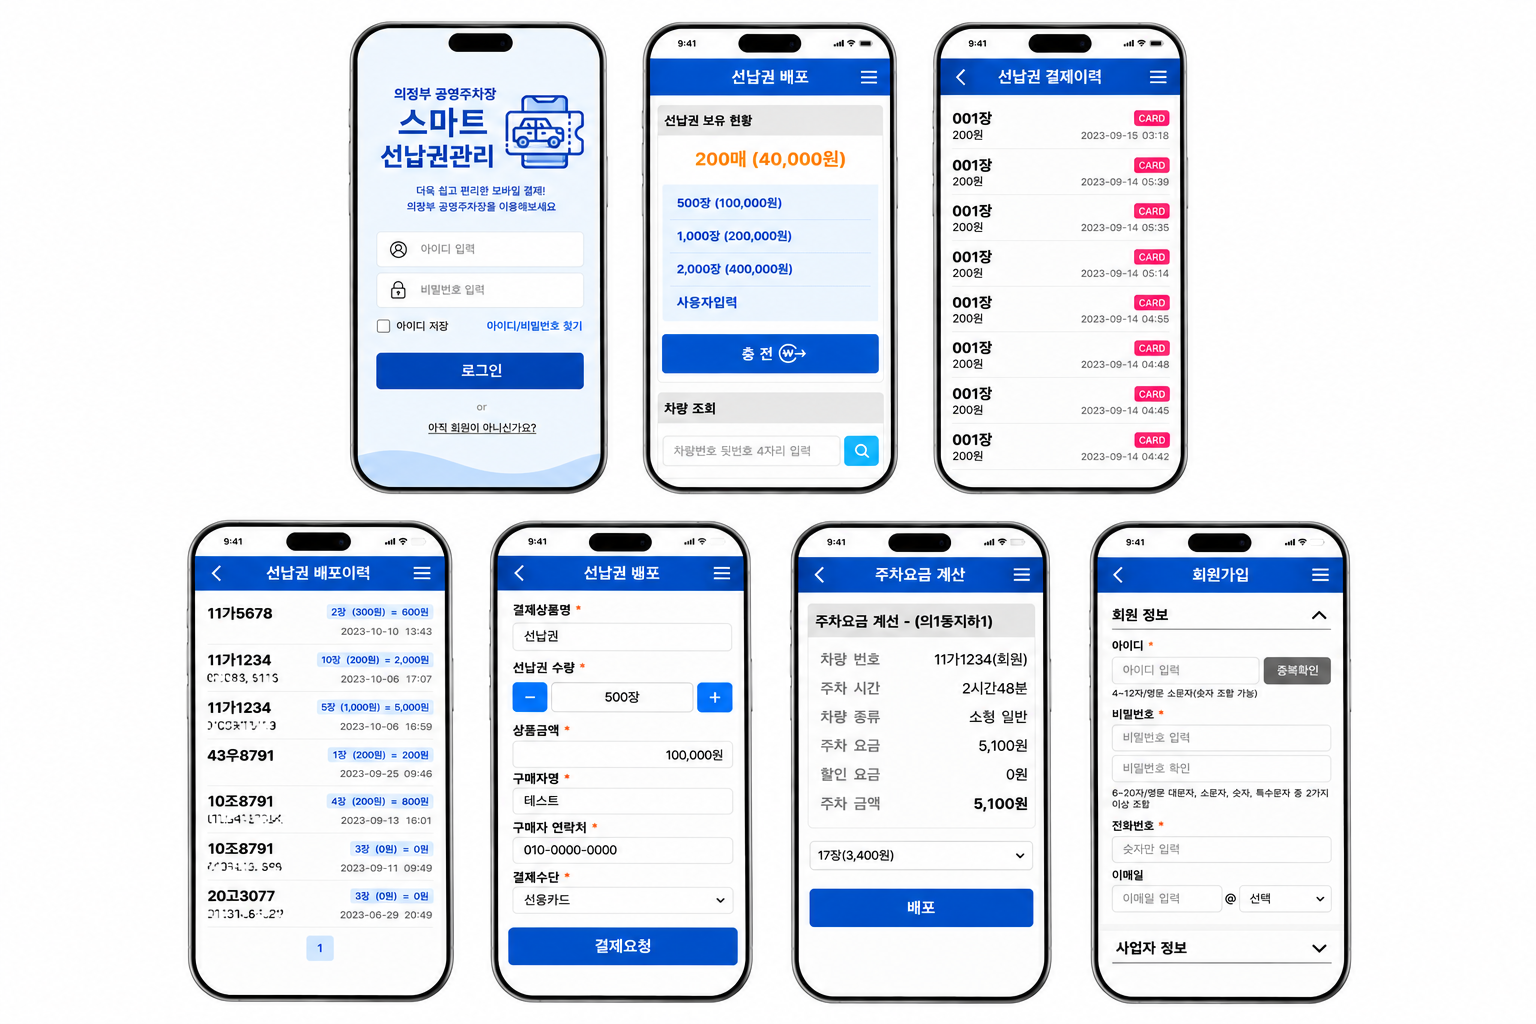 의정부 공영주차장
스마트
선납권관리
더욱 쉽고 편리한 모바일 결제!
의정부 공영주차장을 이용해보세요
아이디 입력
비밀번호 입력
아이디 저장 아이디/비밀번호 찾기
로그인
or
아직 회원이 아니신가요?
9:41
선납권 배포
선납권 보유 현황
200매 (40,000원)
500장 (100,000원)
1,000장 (200,000원)
2,000장 (400,000원)
사용자입력
충 전
차량 조회
차량번호 뒷번호 4자리 입력
9:41
선납권 결제이력
001장 CARD
200원 2023-09-15 03:18
001장 CARD
200원 2023-09-14 05:39
001장 CARD
200원 2023-09-14 05:35
001장 CARD
200원 2023-09-14 05:14
001장 CARD
200원 2023-09-14 04:55
001장 CARD
200원 2023-09-14 04:48
001장 CARD
200원 2023-09-14 04:45
001장 CARD
200원 2023-09-14 04:42
9:41
선납권 배포이력
11가5678 2장 (300원) = 600원
2023-10-10 13:43
11가1234 10장 (200원) = 2,000원
2023-10-06 17:07
11가1234 5장 (1,000원) = 5,000원
2023-10-06 16:59
43우8791 1장 (200원) = 200원
2023-09-25 09:46
10조8791 4장 (200원) = 800원
2023-09-13 16:01
10조8791 3장 (0원) = 0원
2023-09-11 09:49
20고3077 3장 (0원) = 0원
2023-06-29 20:49
1
9:41
선납권
결제상품명 *
선납권
선납권 수량 *
− 500장 +
상품금액 *
100,000원
구매자명 *
테스트
구매자 연락처 *
010-0000-0000
결제수단 *
선용카드
결제요청
9:41
주차요금 계산
주차요금 계선 - (의1동지하1)
차량 번호 11가1234(회원)
주차 시간 2시간48분
차량 종류 소형 일반
주차 요금 5,100원
할인 요금 0원
주차 금액 5,100원
17장(3,400원)
배포
9:41
회원가입
회원 정보
아이디 *
아이디 입력 중복확인
4~12자/영문 소문자(숫자 조합 가능)
비밀번호 *
비밀번호 입력
비밀번호 확인
6~20자/영문 대문자, 소문자, 숫자, 특수문자 중 2가지
이상 조합
전화번호 *
숫자만 입력
이메일
이메일 입력 @ 선택
사업자 정보